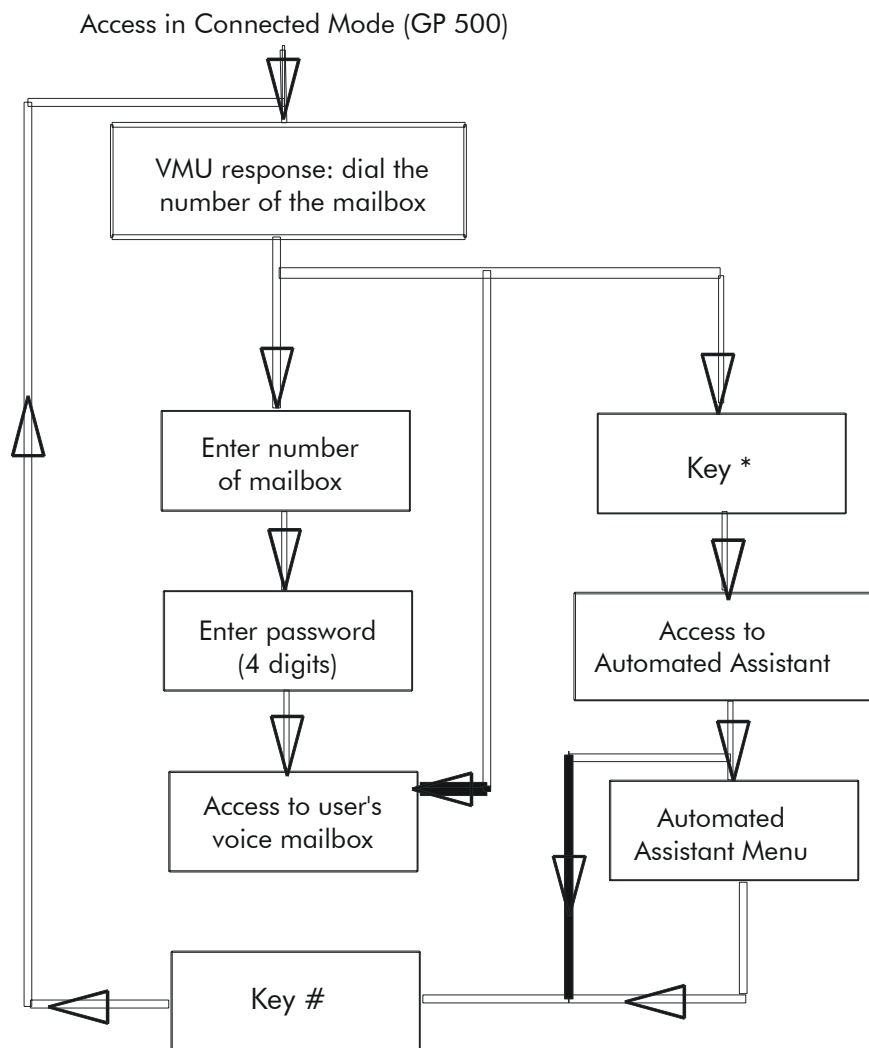 Access in Connected Mode (GP 500)
VMU response: dial the
number of the mailbox
Enter number
of mailbox
Key *
Enter password
(4 digits)
Access to
Automated Assistant
Access to user's
voice mailbox
Automated
Assistant Menu
Key #